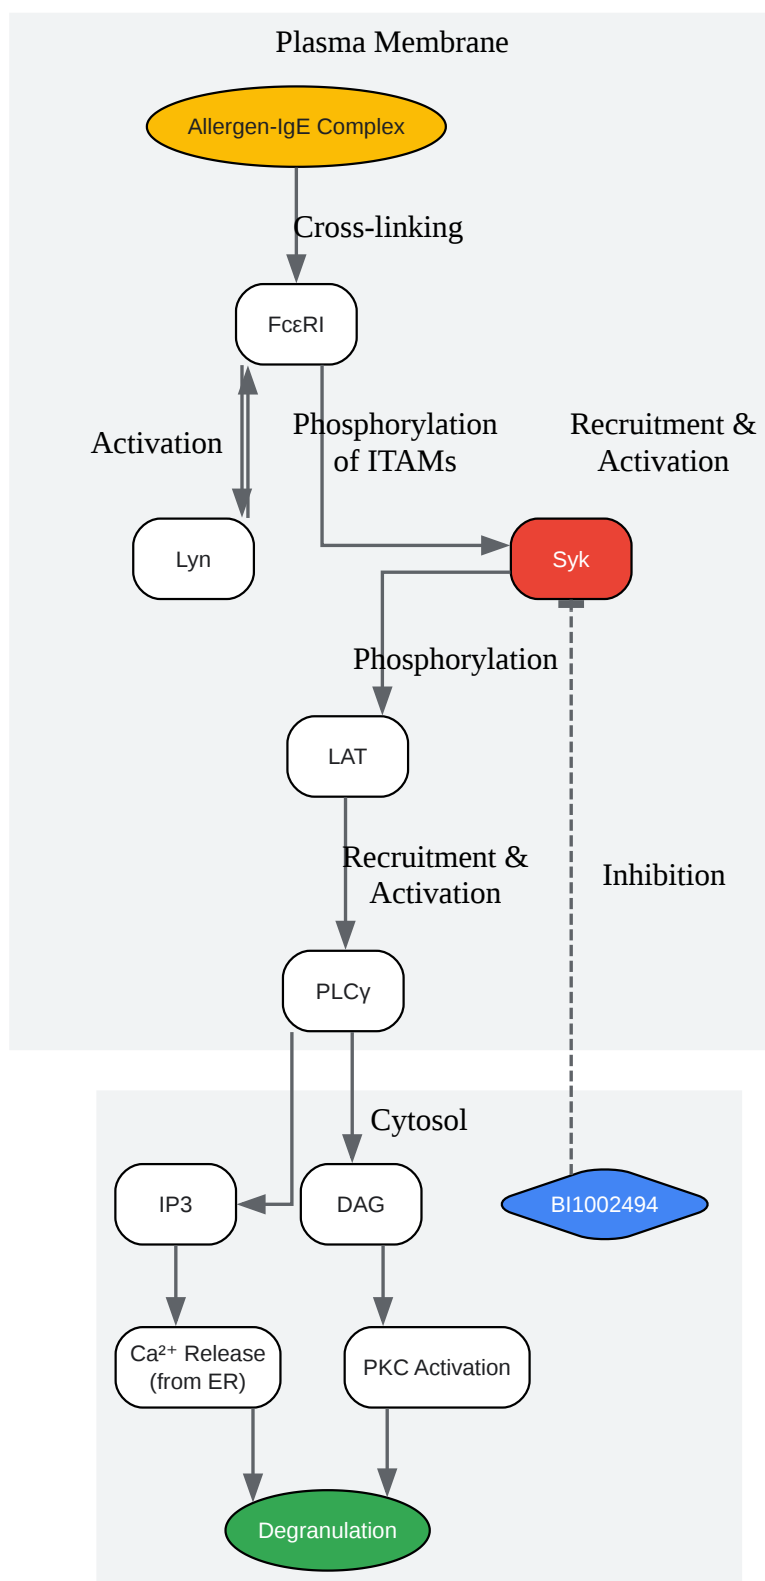 Plasma Membrane
Allergen-IgE Complex
Cross-linking
FcεRI
Activation
Phosphorylation
of ITAMs
Recruitment &
Activation
Lyn
Syk
Phosphorylation
LAT
Recruitment &
Activation
Inhibition
PLCγ
Cytosol
IP3
DAG
BI1002494
Ca²⁺ Release
(from ER)
PKC Activation
Degranulation